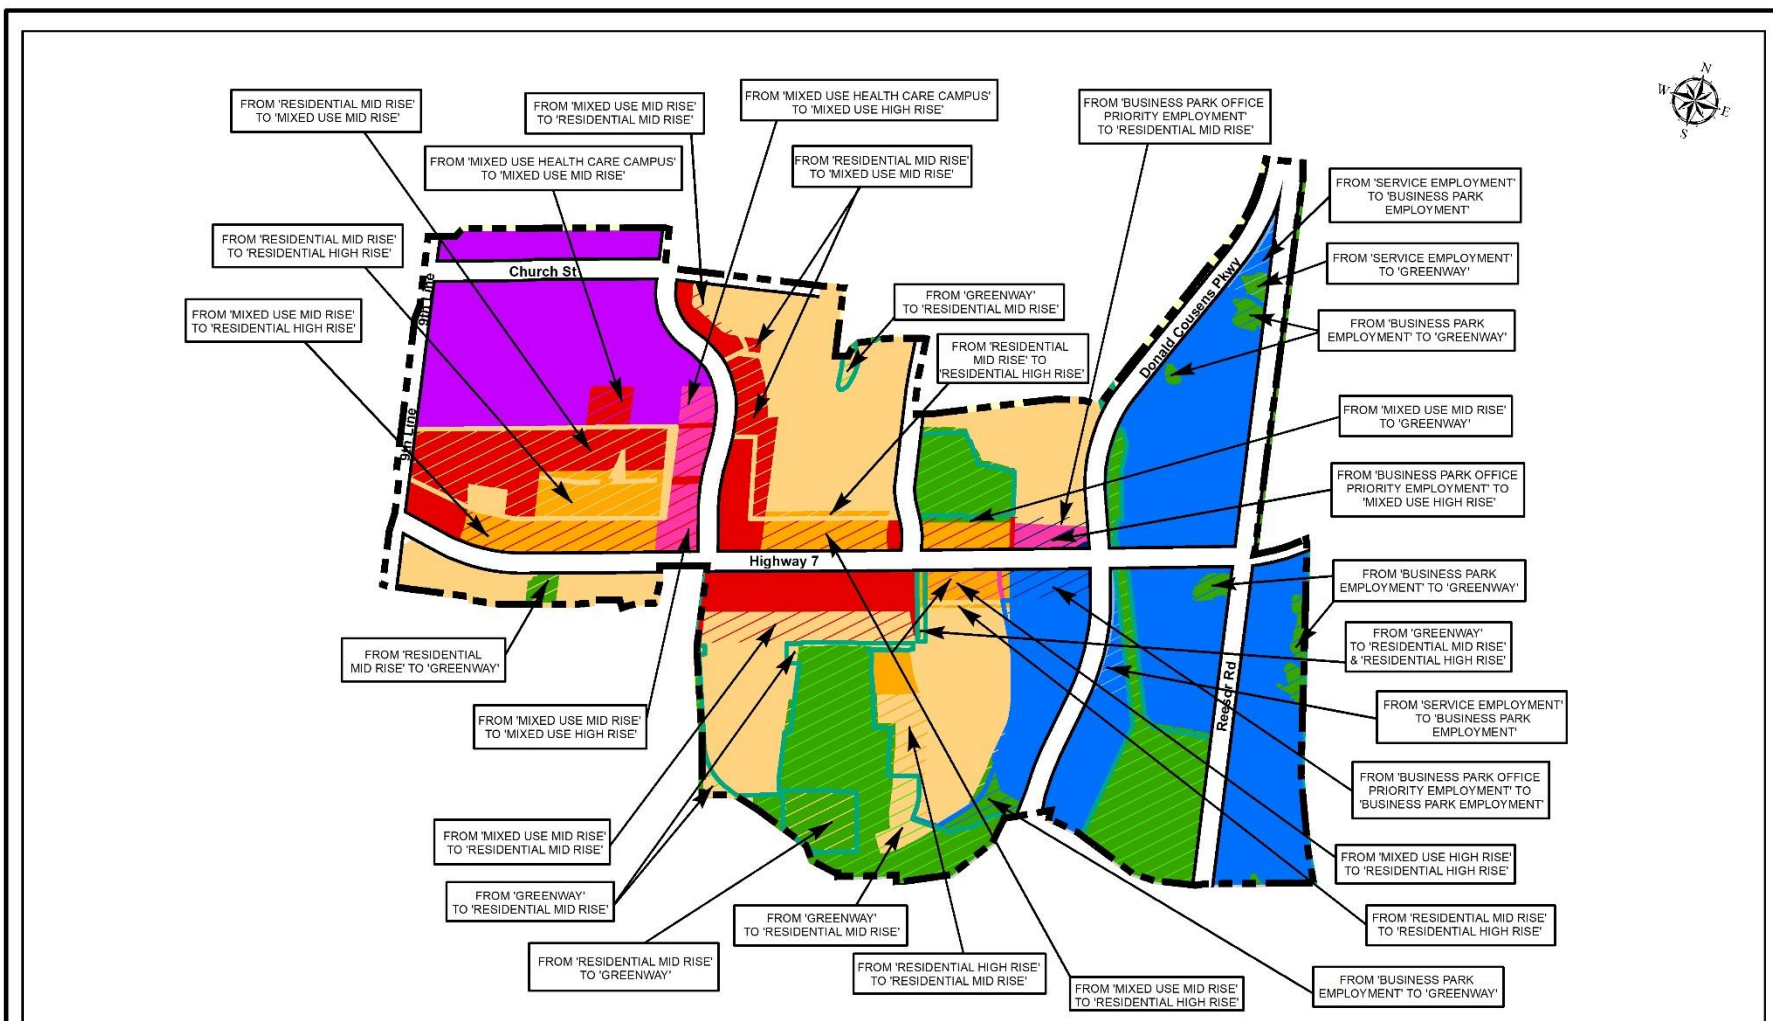 N
W
E
S
FROM 'RESIDENTIAL MID RISE'
TO 'MIXED USE MID RISE'
FROM 'MIXED USE MID RISE'
TO 'RESIDENTIAL MID RISE'
FROM 'MIXED USE HEALTH CARE CAMPUS'
TO 'MIXED USE HIGH RISE'
FROM 'BUSINESS PARK OFFICE
PRIORITY EMPLOYMENT'
TO 'RESIDENTIAL MID RISE'
FROM 'MIXED USE HEALTH CARE CAMPUS'
TO 'MIXED USE MID RISE'
FROM 'RESIDENTIAL MID RISE'
TO 'MIXED USE MID RISE'
FROM 'SERVICE EMPLOYMENT'
TO 'BUSINESS PARK
EMPLOYMENT'
FROM 'RESIDENTIAL MID RISE'
TO 'RESIDENTIAL HIGH RISE'
FROM 'SERVICE EMPLOYMENT'
TO 'GREENWAY'
Church St
9th Line
Donald Cousens Pkwy
FROM 'MIXED USE MID RISE'
TO 'RESIDENTIAL HIGH RISE'
FROM 'GREENWAY'
TO 'RESIDENTIAL MID RISE'
FROM 'BUSINESS PARK
EMPLOYMENT' TO 'GREENWAY'
FROM 'RESIDENTIAL
MID RISE' TO
'RESIDENTIAL HIGH RISE'
9th Line
FROM 'MIXED USE MID RISE'
TO 'GREENWAY'
FROM 'BUSINESS PARK OFFICE
PRIORITY EMPLOYMENT' TO
'MIXED USE HIGH RISE'
Highway 7
FROM 'BUSINESS PARK
EMPLOYMENT' TO 'GREENWAY'
FROM 'RESIDENTIAL
MID RISE' TO 'GREENWAY'
FROM 'GREENWAY'
TO 'RESIDENTIAL MID RISE'
& 'RESIDENTIAL HIGH RISE'
Reesor Rd
FROM 'MIXED USE MID RISE'
TO 'MIXED USE HIGH RISE'
FROM 'SERVICE EMPLOYMENT'
TO 'BUSINESS PARK
EMPLOYMENT'
FROM 'BUSINESS PARK OFFICE
PRIORITY EMPLOYMENT' TO
'BUSINESS PARK EMPLOYMENT'
FROM 'MIXED USE MID RISE'
TO 'RESIDENTIAL MID RISE'
FROM 'MIXED USE HIGH RISE'
TO 'RESIDENTIAL HIGH RISE'
FROM 'GREENWAY'
TO 'RESIDENTIAL MID RISE'
FROM 'GREENWAY'
TO 'RESIDENTIAL MID RISE'
FROM 'RESIDENTIAL MID RISE'
TO 'RESIDENTIAL HIGH RISE'
FROM 'RESIDENTIAL MID RISE'
TO 'GREENWAY'
FROM 'RESIDENTIAL HIGH RISE'
TO 'RESIDENTIAL MID RISE'
FROM 'MIXED USE MID RISE'
TO 'RESIDENTIAL HIGH RISE'
FROM 'BUSINESS PARK
EMPLOYMENT' TO 'GREENWAY'